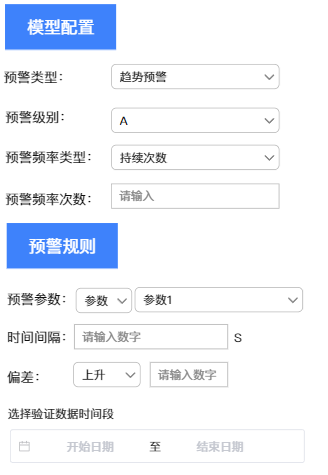 模型配置
预警类型： 趋势预警
预警级别： A
预警频率类型： 持续次数
预警频率次数： 请输入
预警规则
预警参数： 参数 参数1
时间间隔： 请输入数字 S
偏差： 上升 请输入数字
选择验证数据时间段
开始日期 至 结束日期